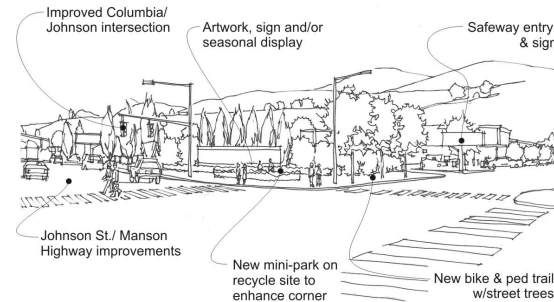 Improved Columbia/
Johnson intersection
Artwork, sign and/or
seasonal display
Safeway entry
& sign
Johnson St./ Manson
Highway improvements
New mini-park on
recycle site to
enhance corner
New bike & ped trail
w/street trees